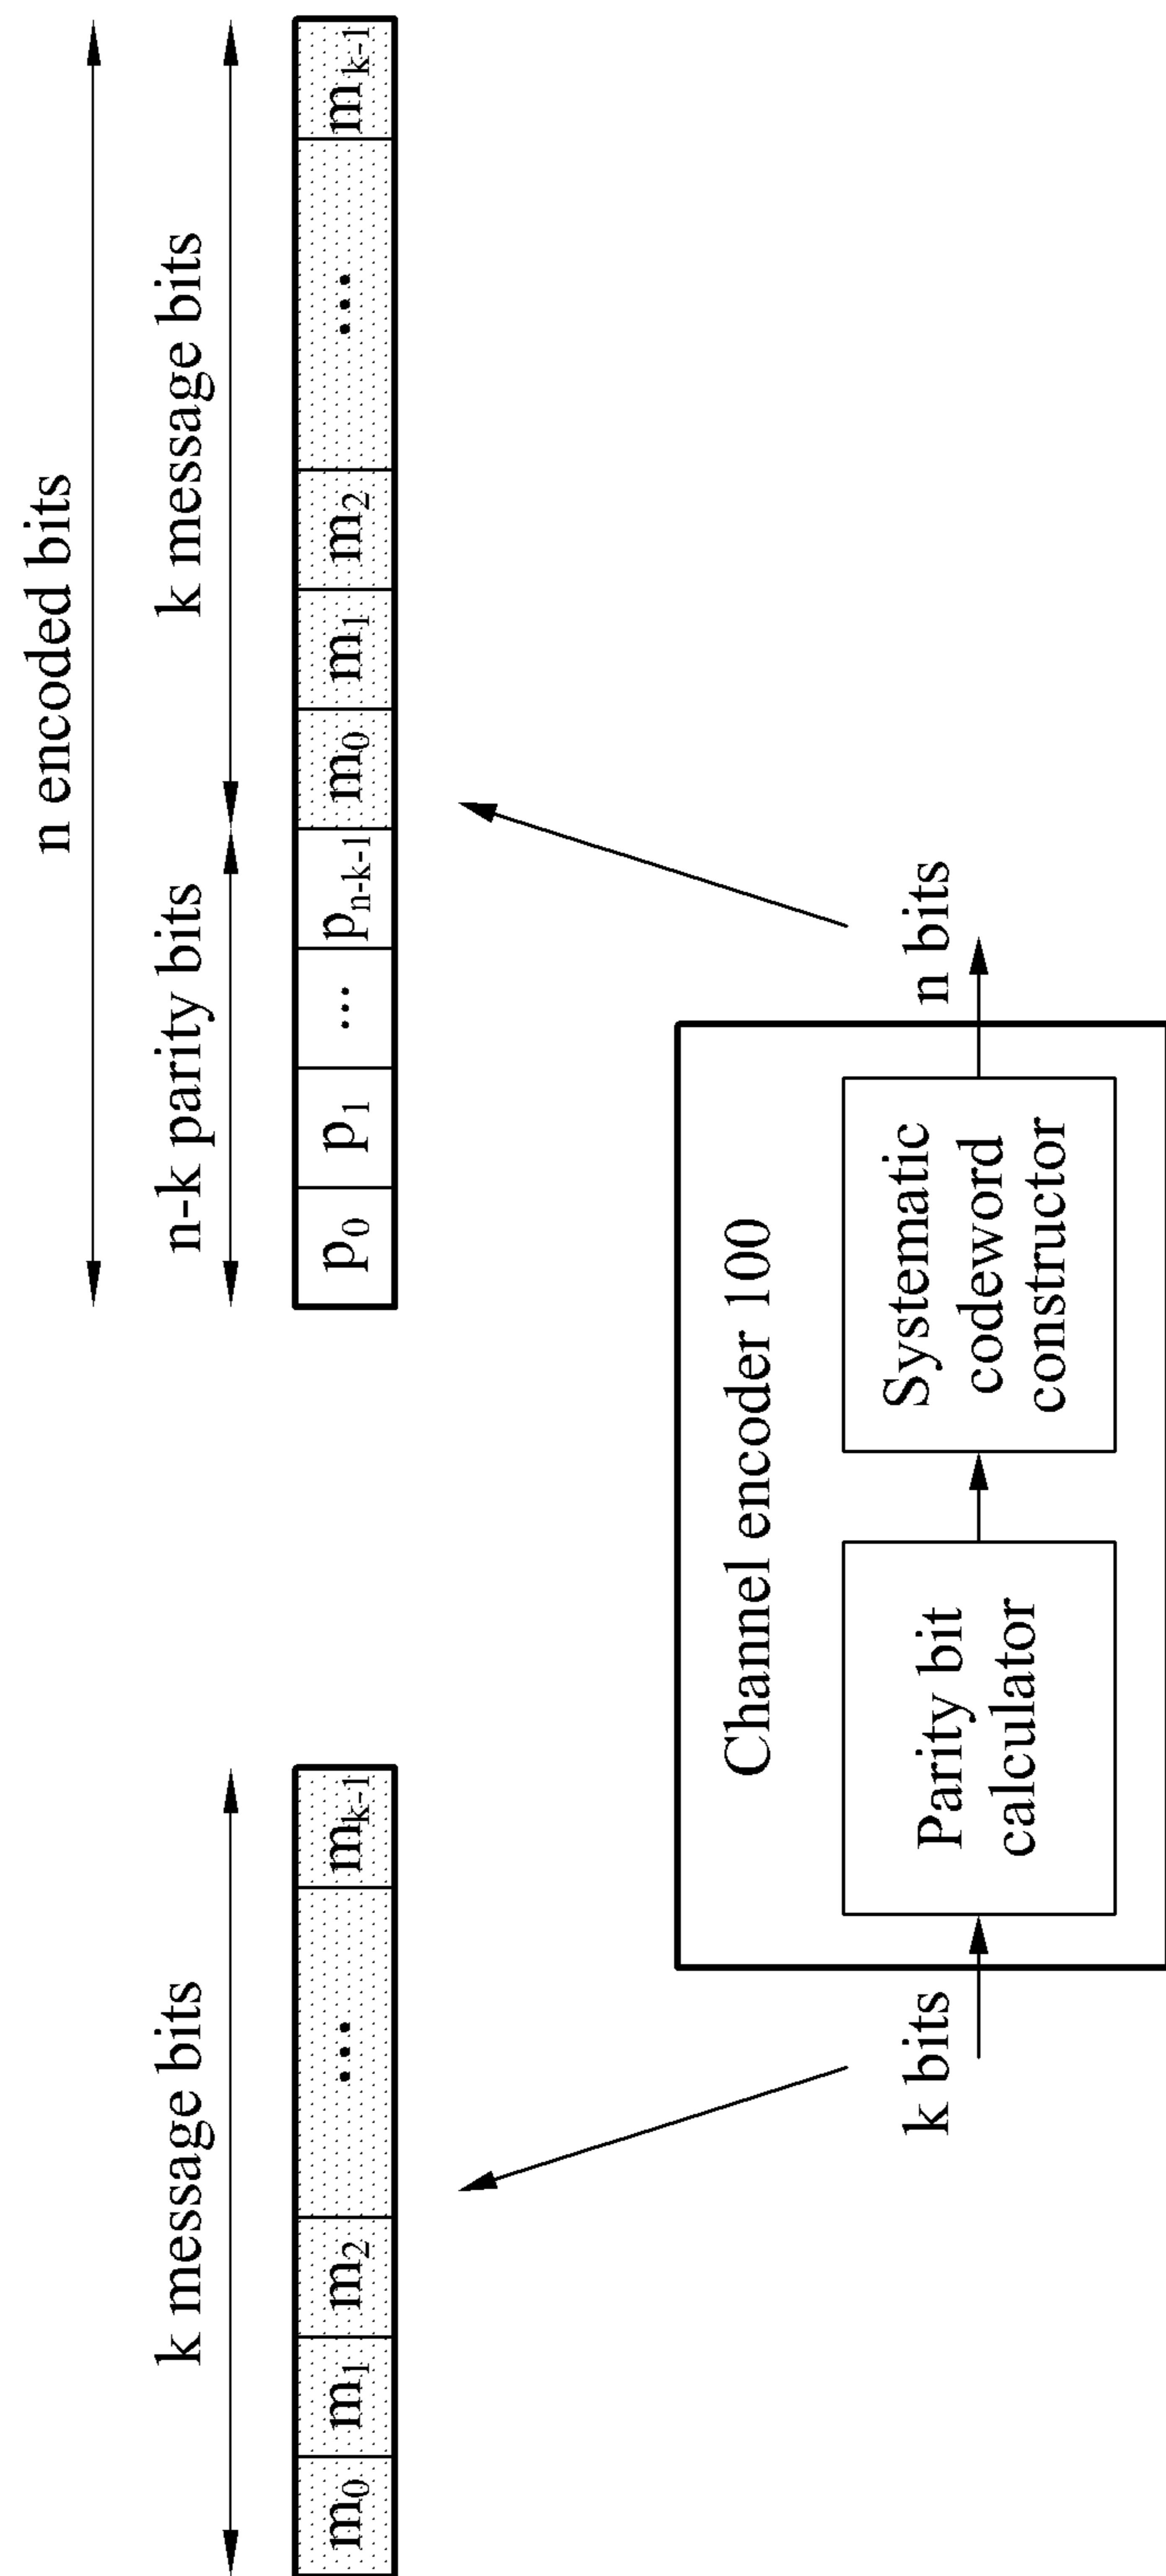 n encoded bits
k message bits
n-k parity bits
k message bits
m₀ m₁ m₂ ... mₖ₋₁
p₀ p₁ ... pₙ₋ₖ₋₁ m₀ m₁ m₂ ... mₖ₋₁
Channel encoder 100
k bits
Parity bit
calculator
Systematic
codeword
constructor
n bits